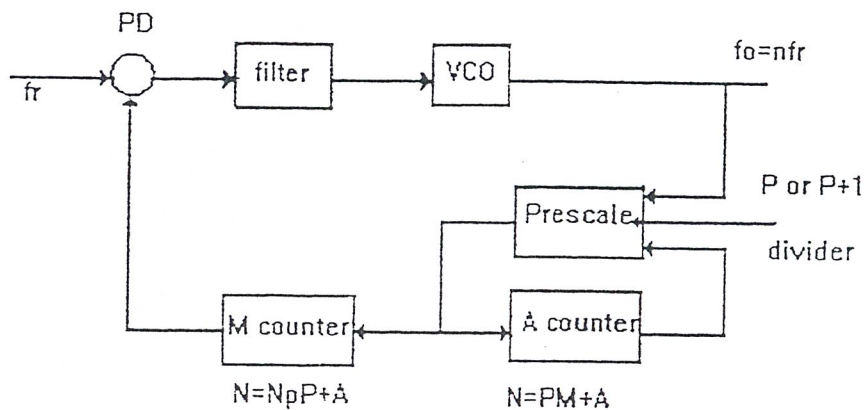 PD
filter
VCO
fo=nfr
fr
P or P+1
Prescale
divider
M counter
A counter
N=NpP+A
N=PM+A